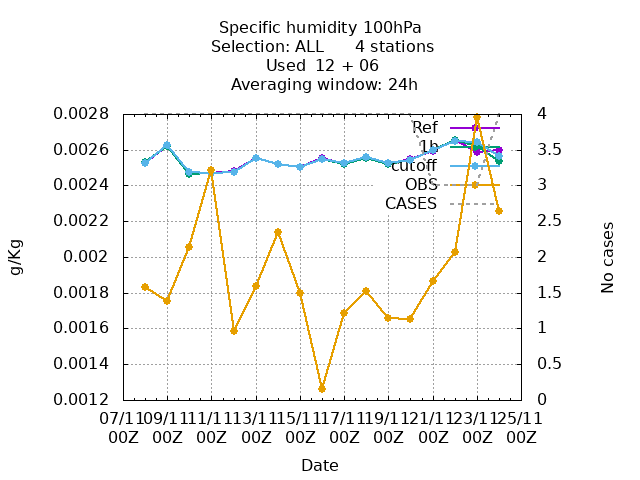 Specific humidity 100hPa
Selection: ALL 4 stations
Used 12 + 06
Averaging window: 24h
0.0028
0.0026
0.0024
0.0022
0.002
0.0018
0.0016
0.0014
0.0012
g/Kg
4
3.5
3
2.5
2
1.5
1
0.5
0
No cases
Ref
1h
cutoff
OBS
CASES
07/11 09/11 11/11 13/11 15/11 17/11 19/11 21/11 23/11 25/11
00Z 00Z 00Z 00Z 00Z 00Z 00Z 00Z 00Z 00Z
Date